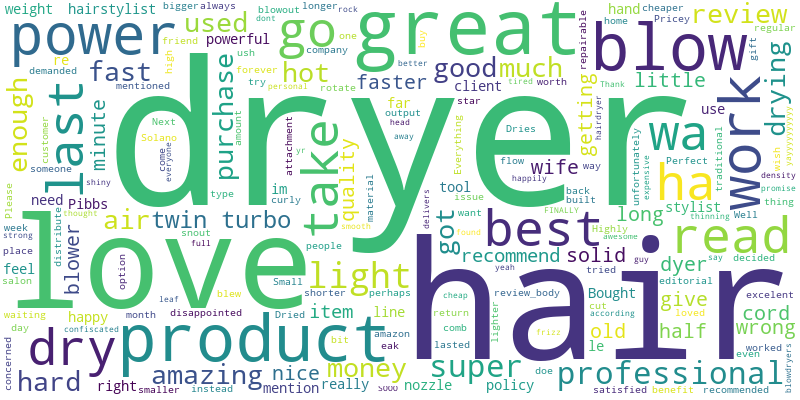 dryer
hair
love
great
product
blow
power
go
last
take
work
ha
wa
dry
best
read
professional
super
light
amazing
money
hard
air
twin turbo
good
much
fast
used
hot
faster
purchase
drying
review
little
enough
minute
powerful
weight
hairstylist
bigger
always
blowout
longer
rock
dont
friend
company
one
buy
hand
cheaper
home
Pricey
regular
gift
repairable
demanded
re
ush
forever
high
better
tired
worth
mentioned
try
rotate
personal
client
star
getting
hairdryer
Thank
use
yayyyyyyyyy
customer
Next
Solano
come
everyone
amount
attachment
far
output
head
away
Everything
Dries
wife
way
unfortunately
expensive
Perfect
traditional
wish
density
promise
someone
shiny
type
yr
quality
flow
happily
tool
back
built
long
stylist
thinning
Well
thing
Please
need
Pibbs
im
curly
material
delivers
issue
want
FINALLY
Highly
awesome
week
strong
thought
distribute
snout
full
people
smooth
got
found
recommend
solid
guy
say
decided
place
feel
salon
blower
option
blew
Small
shorter
perhaps
yeah
review_body
tried
dyer
editorial
loved
excelent
waiting
day
leaf
month
happy
confiscated
disappointed
Dried
item
bit
line
amazon
cheap
return
comb
lighter
frizz
Bought
cut
according
old
give
half
cord
wrong
even
worked
concerned
right
smaller
instead
nice
mention
really
sooo
eak
lasted
nozzle
policy
doe
le
satisfied
benefit
recommended
blowdryers